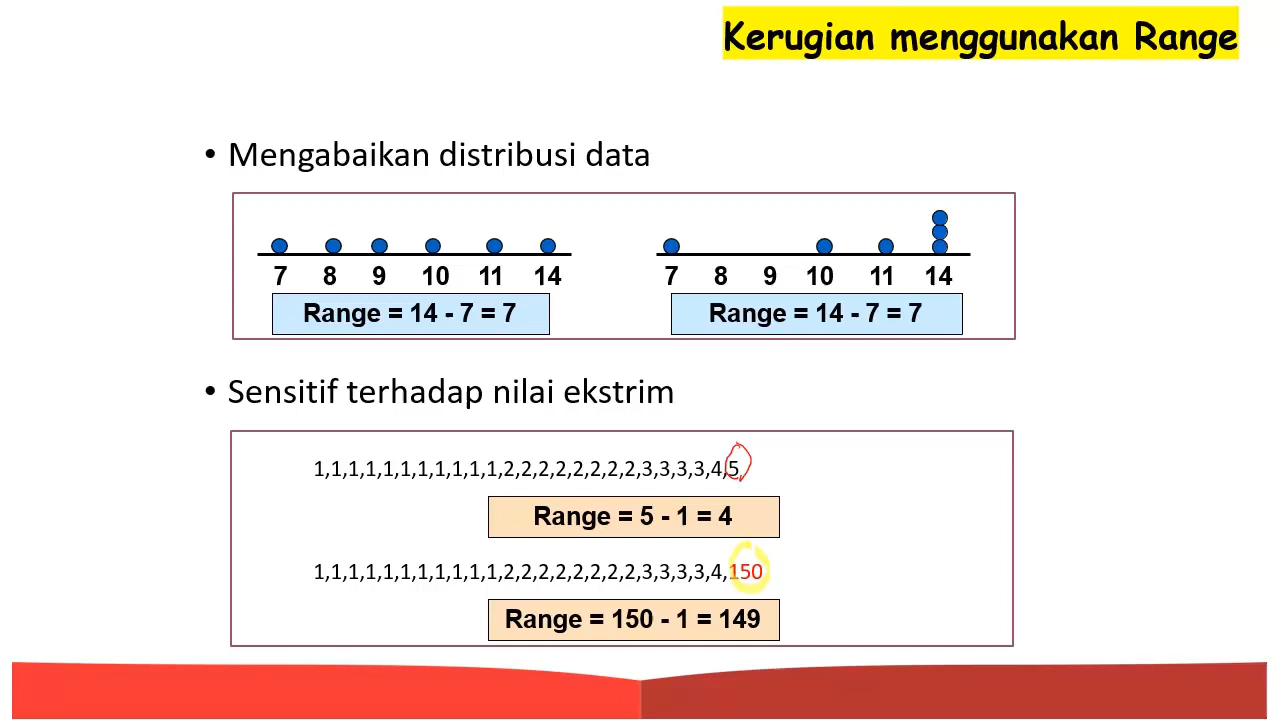 Kerugian menggunakan Range
• Mengabaikan distribusi data
7 8 9 10 11 14
Range = 14 - 7 = 7
7 8 9 10 11 14
Range = 14 - 7 = 7
• Sensitif terhadap nilai ekstrim
1,1,1,1,1,1,1,1,1,1,1,2,2,2,2,2,2,2,2,3,3,3,3,4,5,
Range = 5 - 1 = 4
1,1,1,1,1,1,1,1,1,1,1,2,2,2,2,2,2,2,2,3,3,3,3,4,150
Range = 150 - 1 = 149